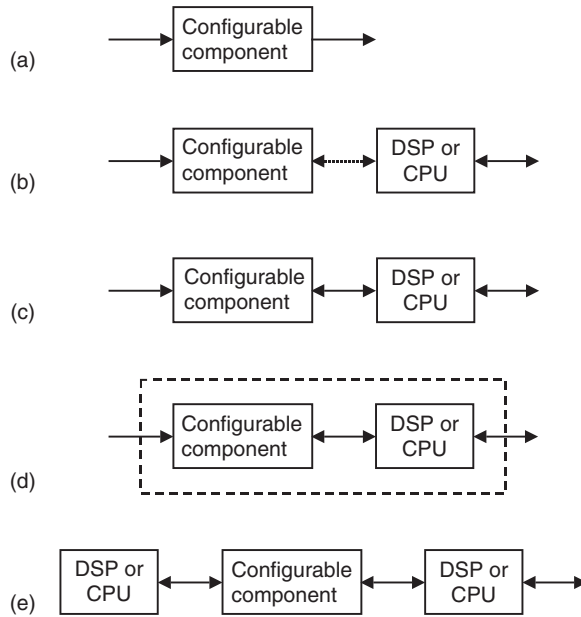 (a)
Configurable
component
(b)
Configurable
component
DSP or
CPU
(c)
Configurable
component
DSP or
CPU
(d)
Configurable
component
DSP or
CPU
(e)
DSP or
CPU
Configurable
component
DSP or
CPU